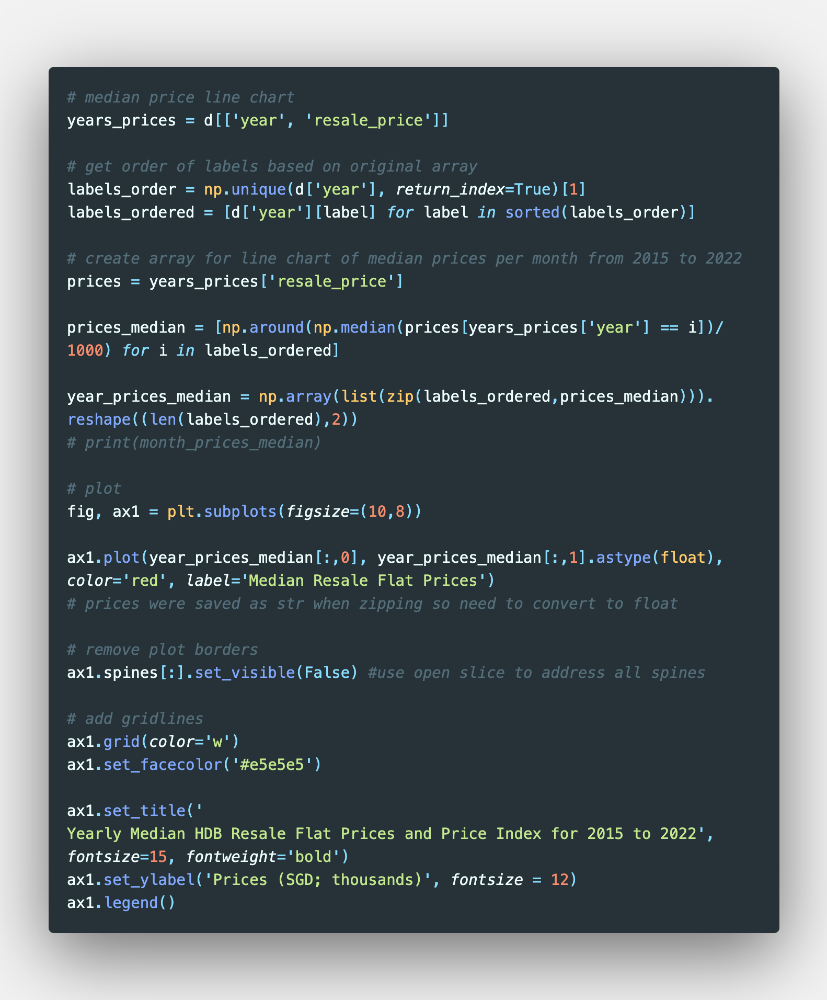 # median price line chart
years_prices = d[['year', 'resale_price']]
# get order of labels based on original array
labels_order = np.unique(d['year'], return_index=True)[1]
labels_ordered = [d['year'][label] for label in sorted(labels_order)]
# create array for line chart of median prices per month from 2015 to 2022
prices = years_prices['resale_price']
prices_median = [np.around(np.median(prices[years_prices['year'] == i])/
1000) for i in labels_ordered]
year_prices_median = np.array(list(zip(labels_ordered,prices_median))).
reshape((len(labels_ordered),2))
# print(month_prices_median)
# plot
fig, ax1 = plt.subplots(figsize=(10,8))
ax1.plot(year_prices_median[:,0], year_prices_median[:,1].astype(float),
color='red', label='Median Resale Flat Prices')
# prices were saved as str when zipping so need to convert to float
# remove plot borders
ax1.spines[:].set_visible(False) #use open slice to address all spines
# add gridlines
ax1.grid(color='w')
ax1.set_facecolor('#e5e5e5')
ax1.set_title('
Yearly Median HDB Resale Flat Prices and Price Index for 2015 to 2022',
fontsize=15, fontweight='bold')
ax1.set_ylabel('Prices (SGD; thousands)', fontsize = 12)
ax1.legend()